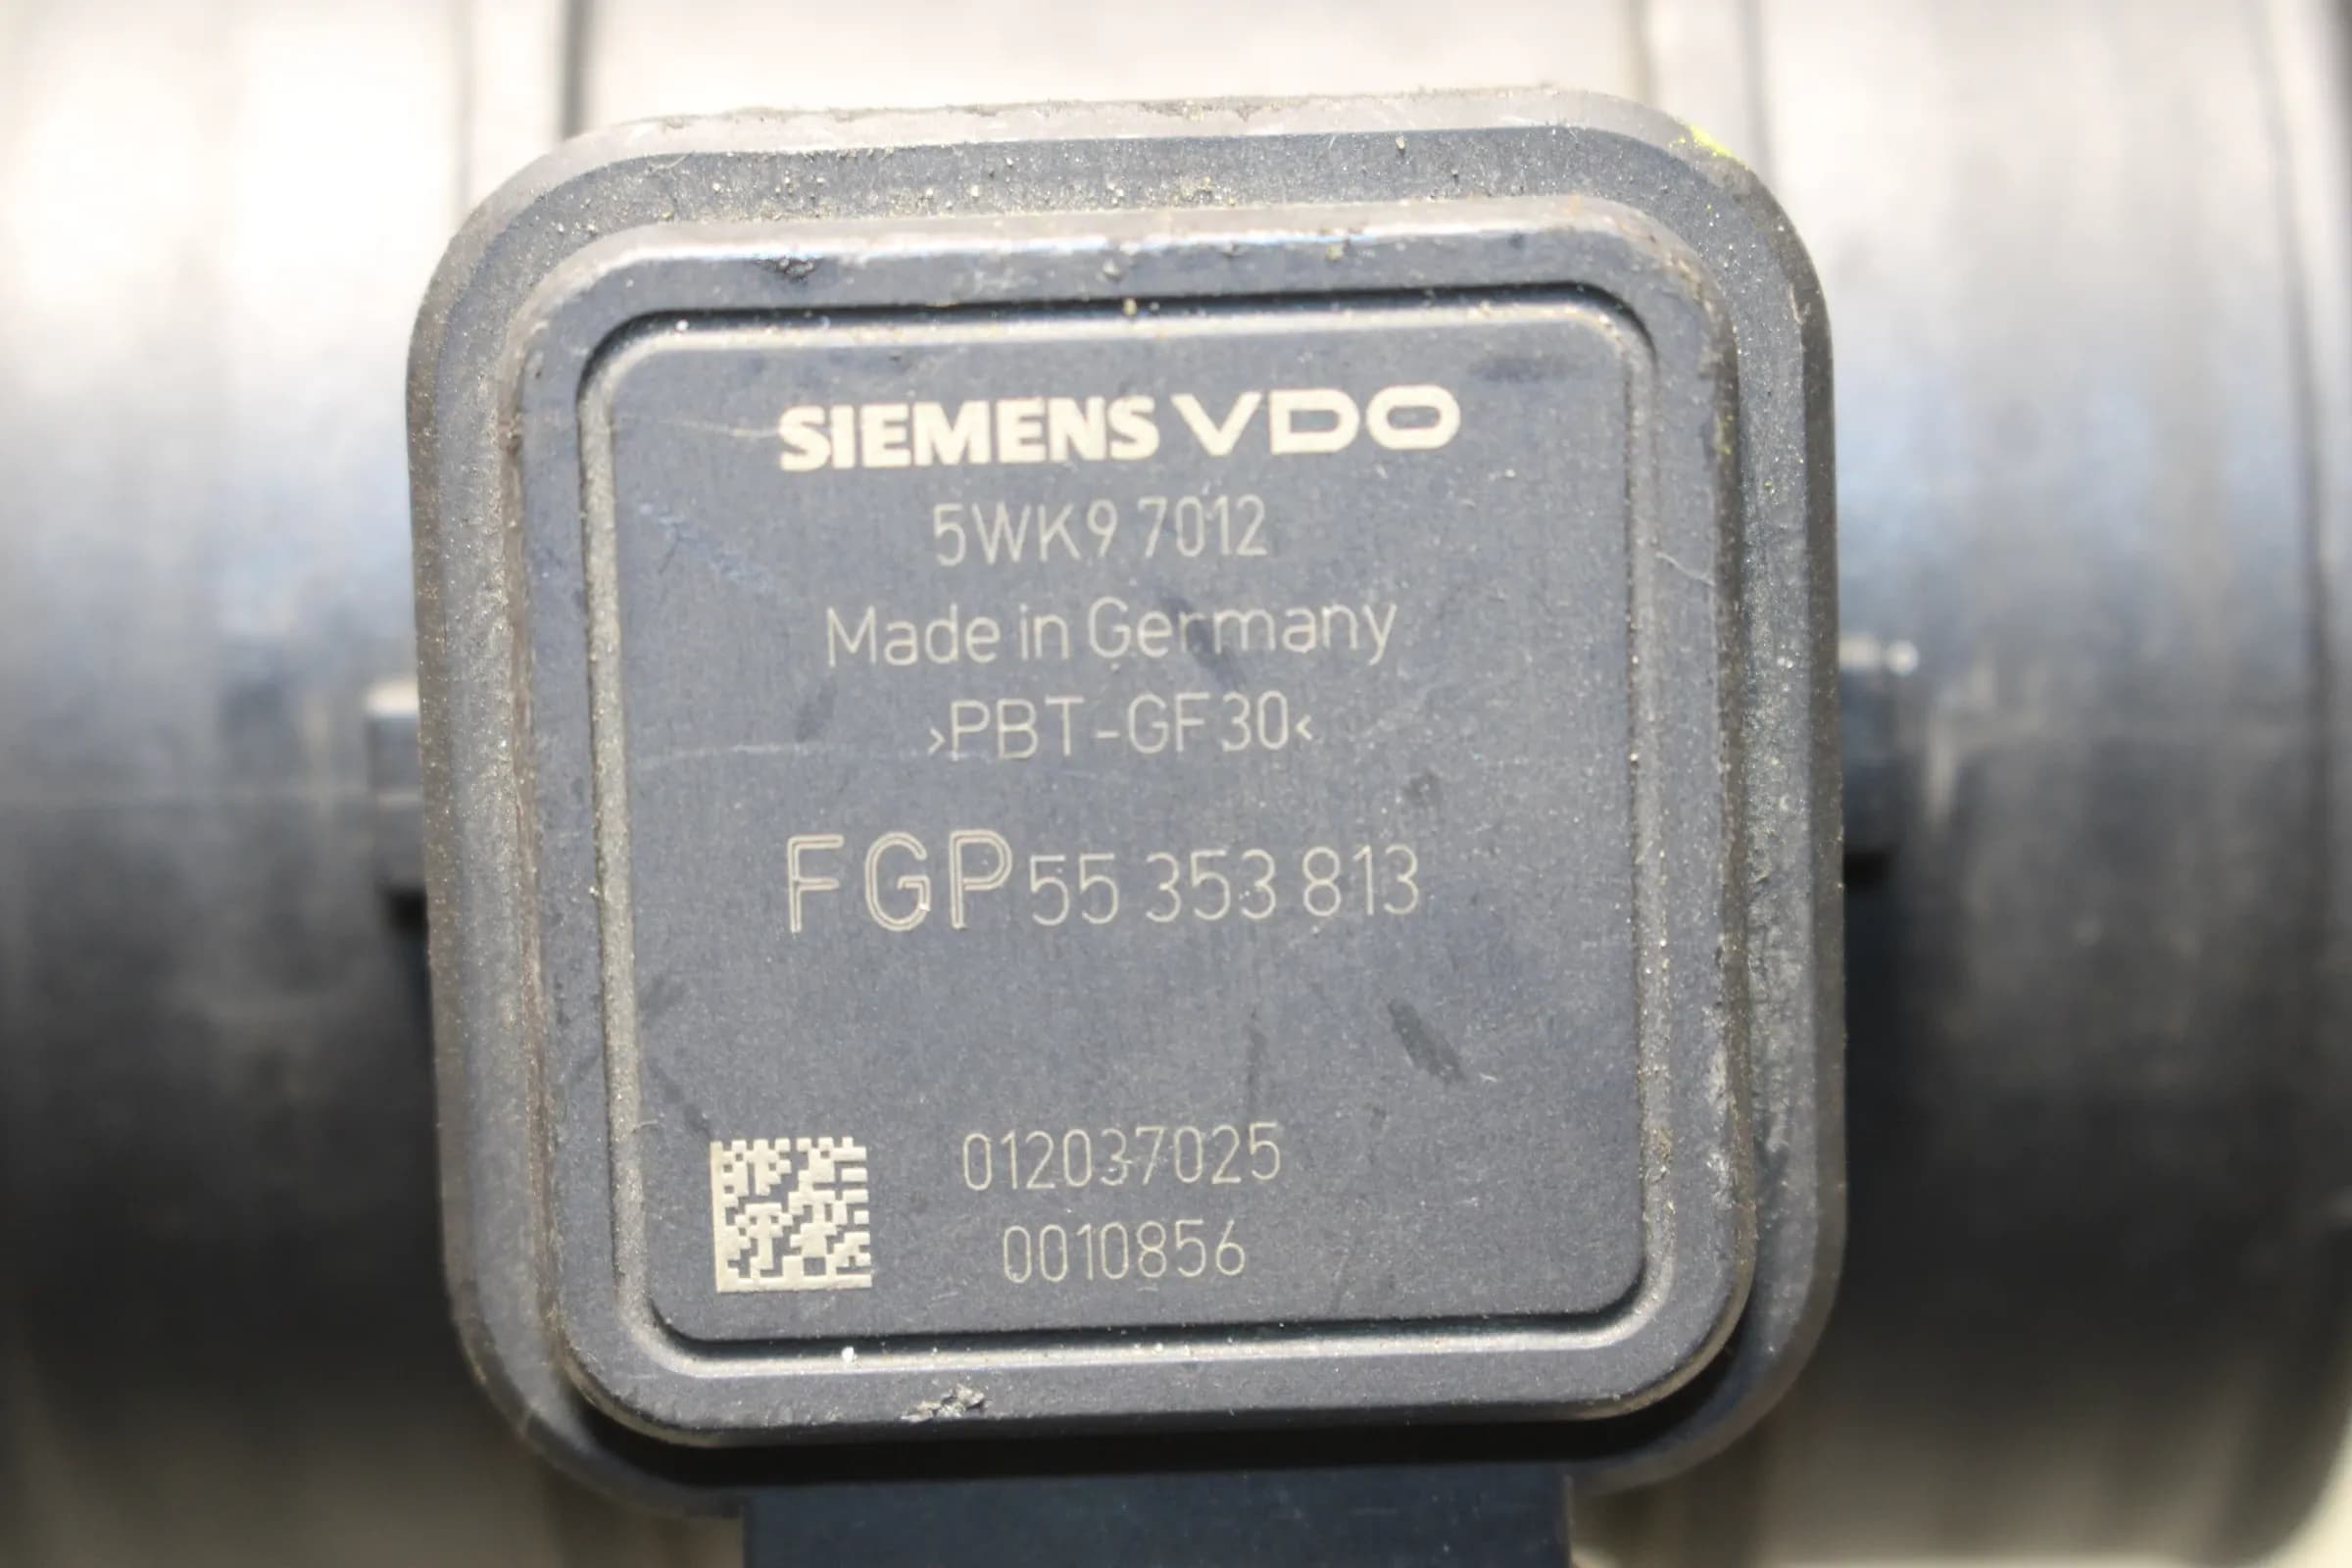 SIEMENS VDO
5WK9 7012
Made in Germany
>PBT-GF30<
FGP 55 353 813
012037025
0010856